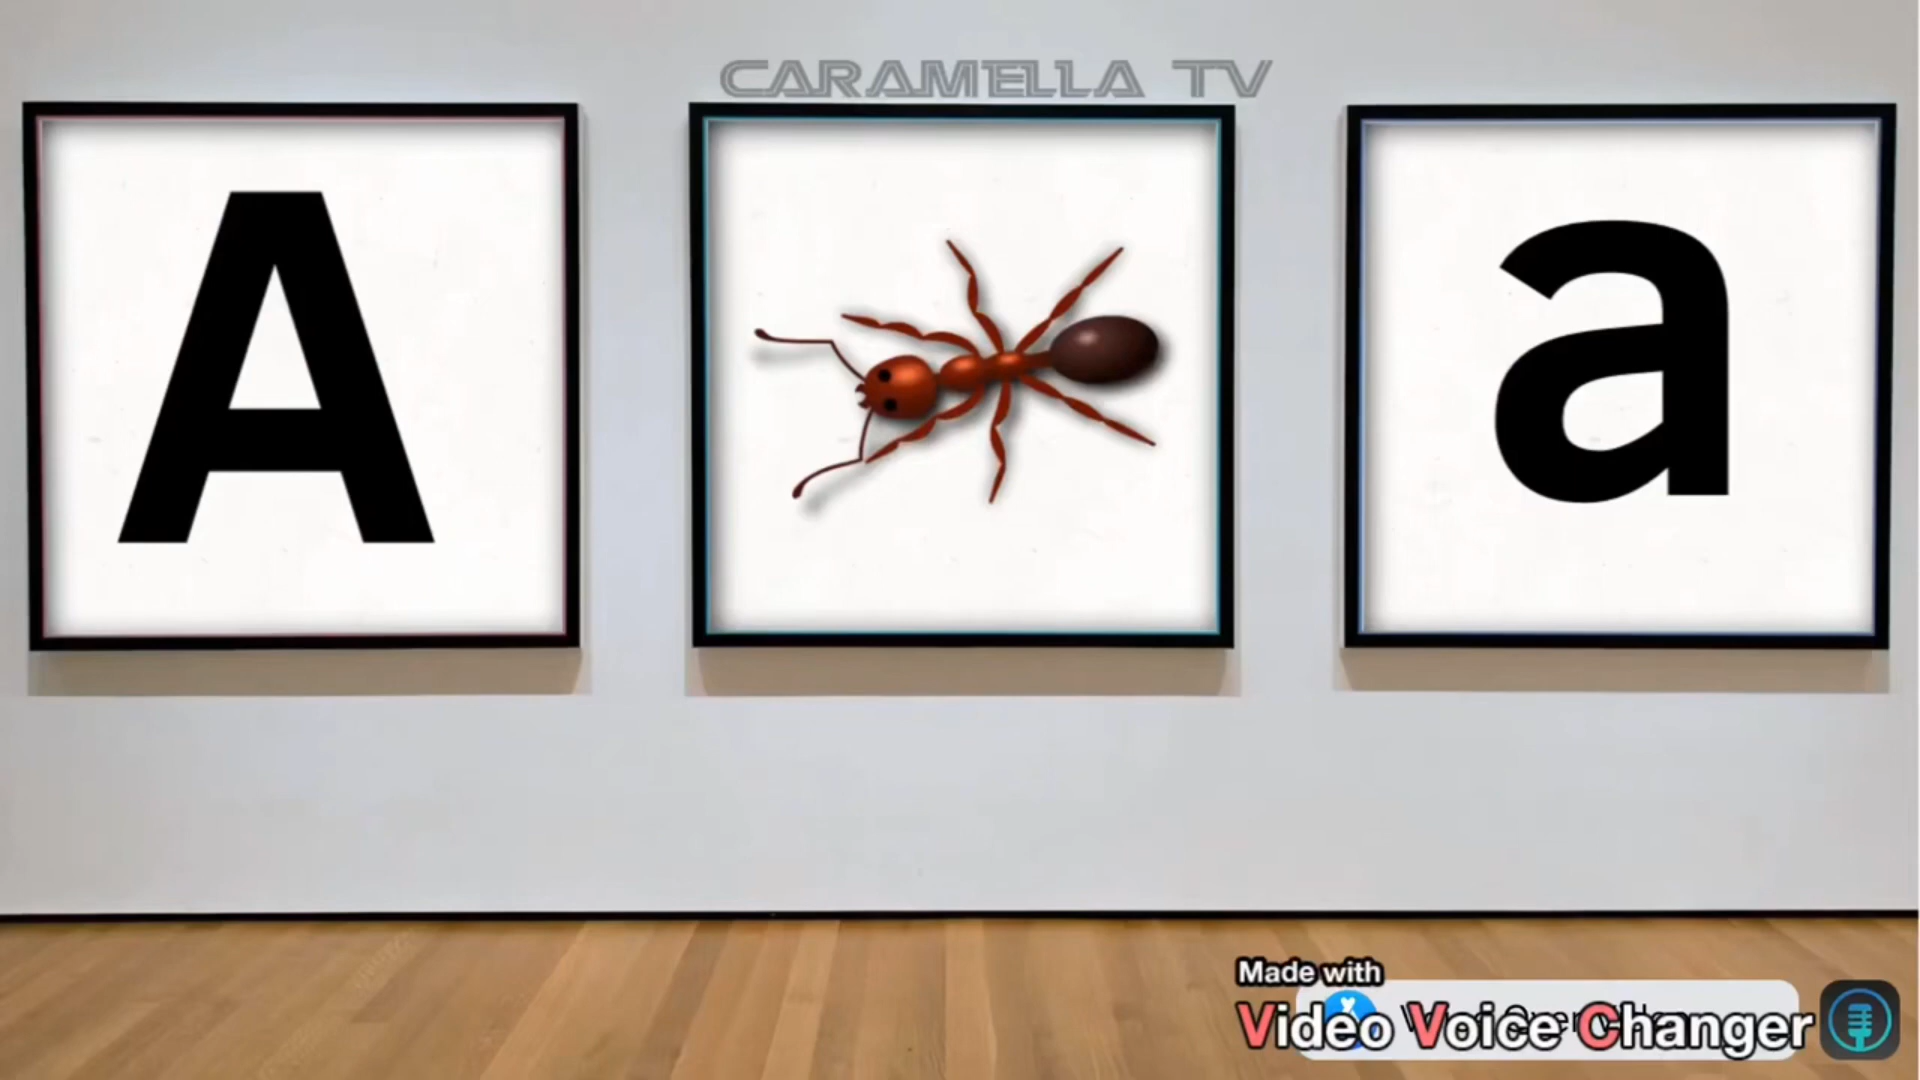 CARAMELLA TV
A
a
Made with
Video Voice Changer